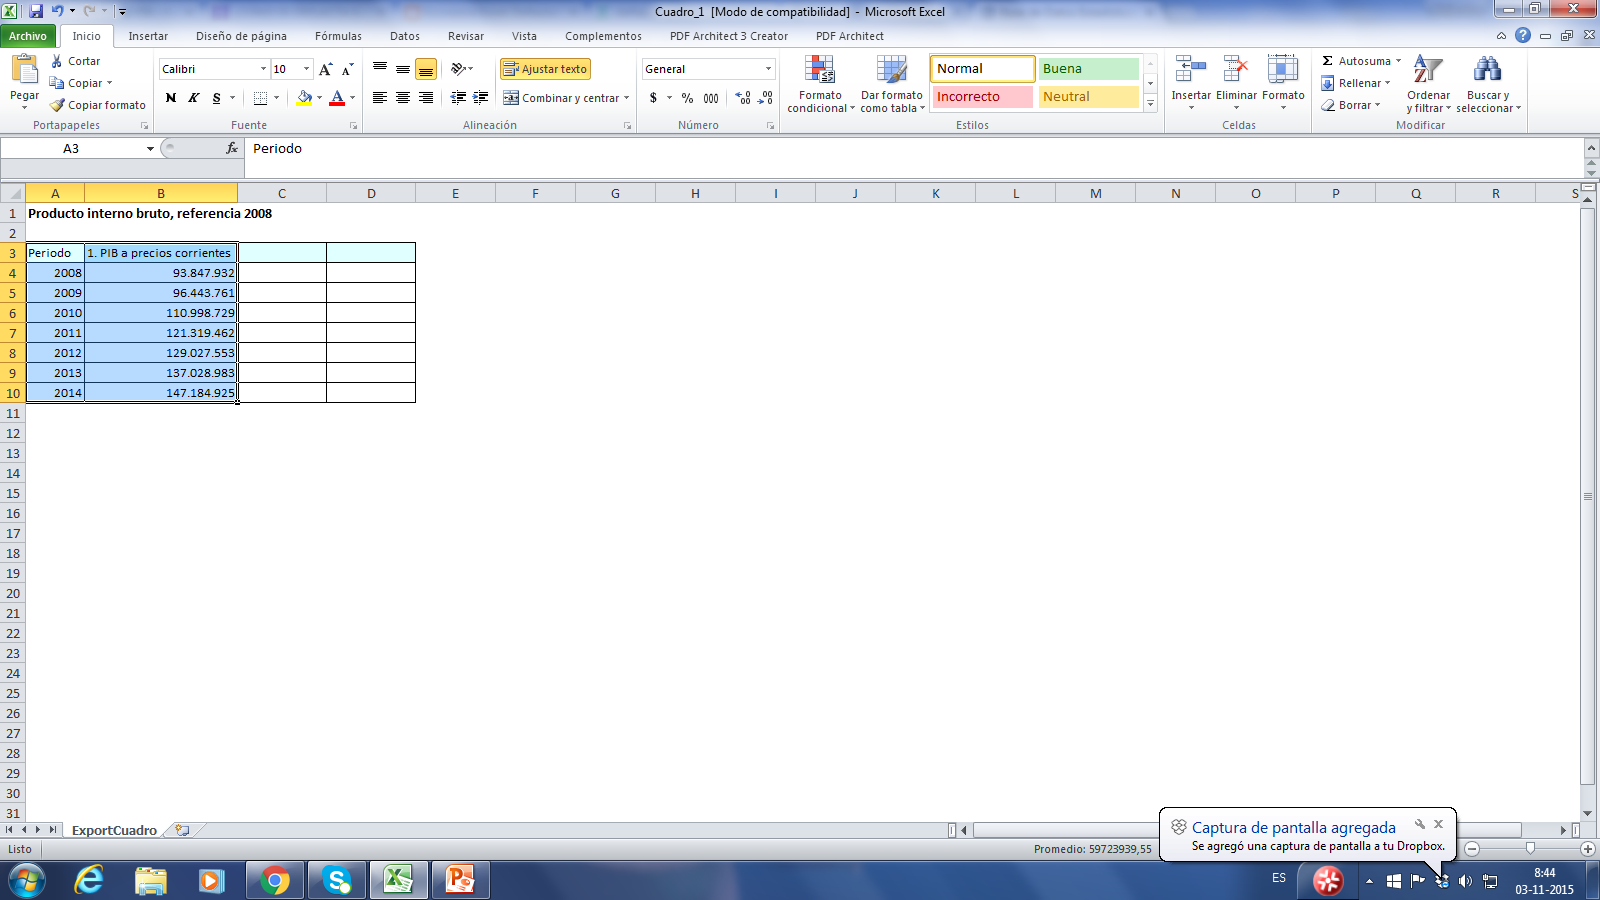 Cuadro_1 [Modo de compatibilidad] - Microsoft Excel
Archivo Inicio Insertar Diseño de página Fórmulas Datos Revisar Vista Complementos PDF Architect 3 Creator PDF Architect
Pegar
Cortar
Copiar
Copiar formato
Portapapeles
Calibri 10
N K S
Fuente
Ajustar texto
Combinar y centrar
Alineación
General
$ % 000
Número
Formato condicional
Dar formato como tabla
Normal Buena
Incorrecto Neutral
Estilos
Insertar Eliminar Formato
Celdas
Autosuma
Rellenar
Borrar
Ordenar y filtrar
Buscar y seleccionar
Modificar
A3 fx Periodo
A B C D E F G H I J K L M N O P Q R S
1 Producto interno bruto, referencia 2008
2
3 Periodo 1. PIB a precios corrientes
4 2008 93.847.932
5 2009 96.443.761
6 2010 110.998.729
7 2011 121.319.462
8 2012 129.027.553
9 2013 137.028.983
10 2014 147.184.925
11
12
13
14
15
16
17
18
19
20
21
22
23
24
25
26
27
28
29
30
31
ExportCuadro
Captura de pantalla agregada
Se agregó una captura de pantalla a tu Dropbox.
Listo Promedio: 59723939,55
ES
8:44
03-11-2015